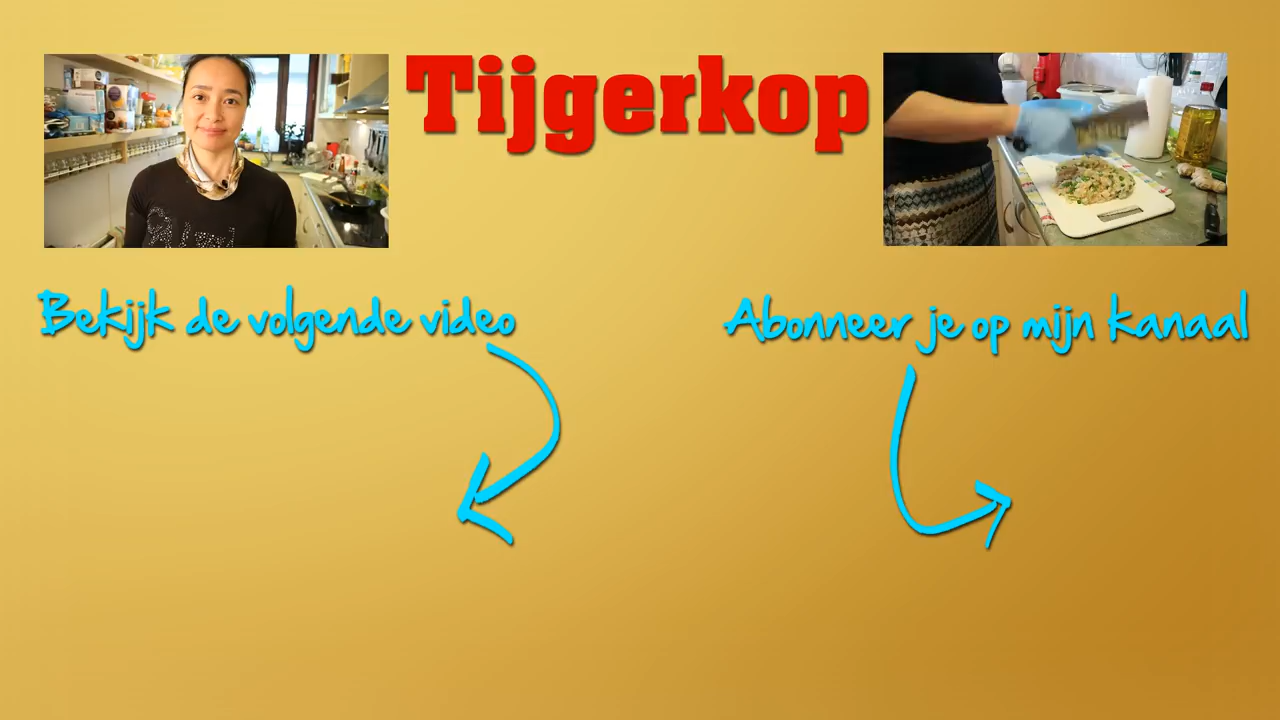 Tijgerkop
Bekijk de volgende video
Abonneer je op mijn kanaal